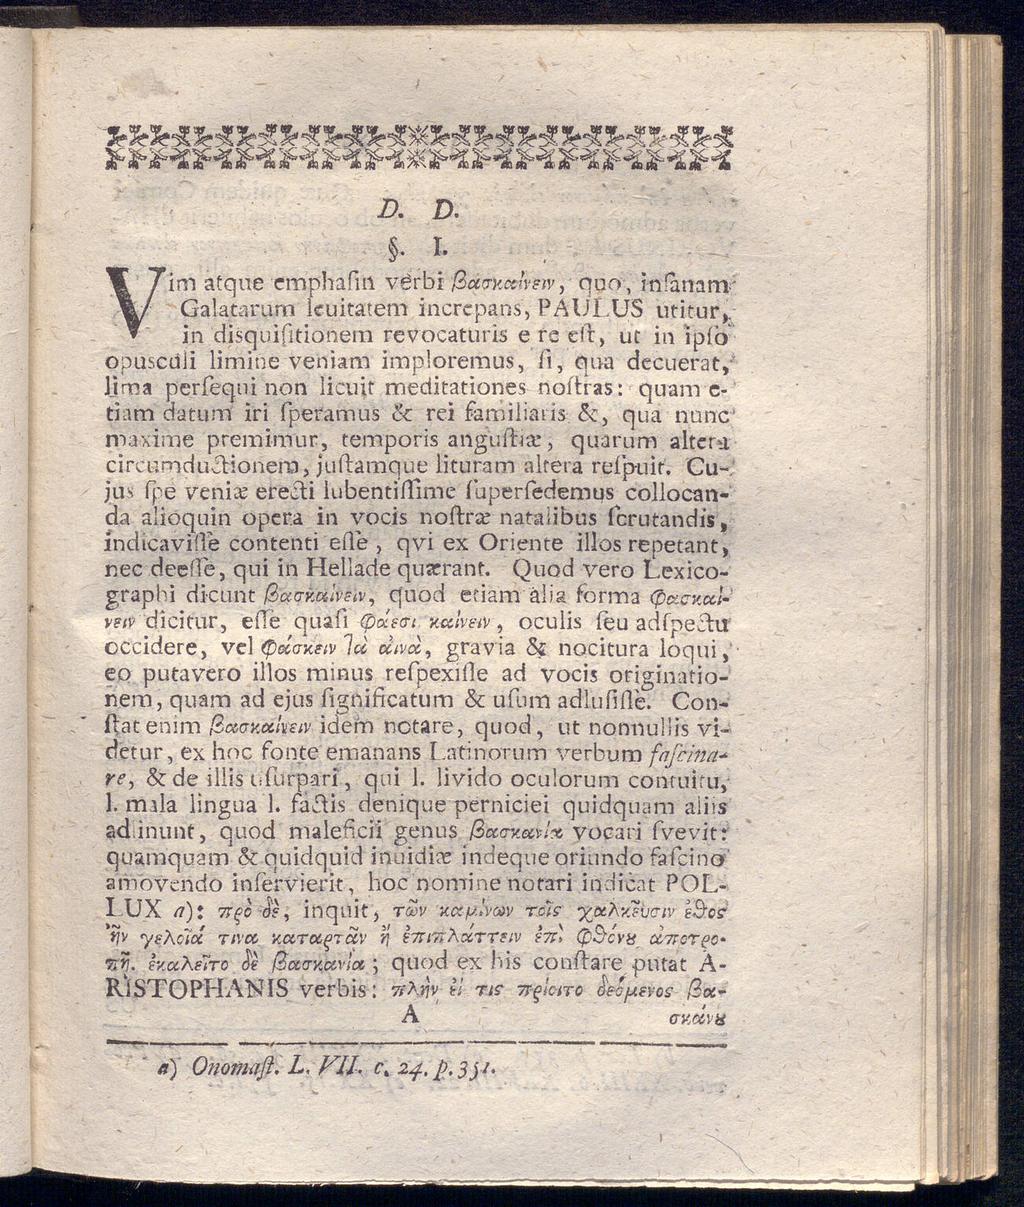 D. D.
§. I.
Vim atque emphaſin verbi βασκαίνειν, quo, inſanam
Galatarum leuitatem increpans, PAULUS utitur,
in disquiſitionem revocaturis e re eſt, ut in ipſo
opusculi limine veniam imploremus, ſi, qua decuerat,
lima perſequi non licuit meditationes noſtras: quam e-
tiam datum iri ſperamus & rei familiaris &, qua nunc
maxime premimur, temporis anguſtiæ, quarum altera
circumductionem, juſtamque lituram altera reſpuit. Cu-
jus ſpe veniæ erecti lubentiſſime ſuperſedemus collocan-
da alioquin opera in vocis noſtræ natalibus ſcrutandis,
indicaviſſe contenti eſſe, qvi ex Oriente illos repetant,
nec deeſſe, qui in Hellade quærant. Quod vero Lexico-
graphi dicunt βασκαίνειν, quod etiam alia forma φασκαί-
νειν dicitur, eſſe quaſi φάεσι καίνειν, oculis ſeu adſpectu
occidere, vel φάσκειν τὰ αἰνὰ, gravia & nocitura loqui,
eo putavero illos minus reſpexiſſe ad vocis originatio-
nem, quam ad ejus ſignificatum & uſum adluſiſſe. Con-
ſtat enim βασκαίνειν idem notare, quod, ut nonnullis vi-
detur, ex hoc fonte emanans Latinorum verbum faſcina-
re, & de illis uſurpari, qui l. livido oculorum contuitu,
l. mala lingua l. factis denique perniciei quidquam aliis
adlinunt, quod maleficii genus βασκανία vocari ſvevit:
quamquam & quidquid inuidiæ indeque oriundo faſcino
amovendo inſervierit, hoc nomine notari indicat POL-
LUX a): πρὸ δὲ, inquit, τῶν καμίνων τοῖς χαλκεῦσιν ἔθος
ἦν γελοῖά τινα καταρτᾶν ἢ ἐπιπλάττειν ἐπὶ φθόνȣ ἀποτρο-
πῇ. ἐκαλεῖτο δὲ βασκανία; quod ex his conſtare putat A-
RISTOPHANIS verbis: πλὴν εἰ τις πρίαιτο δεόμενος βα-
A σκάνȣ
a) Onomaſt. L. VII. c. 24. p. 351.